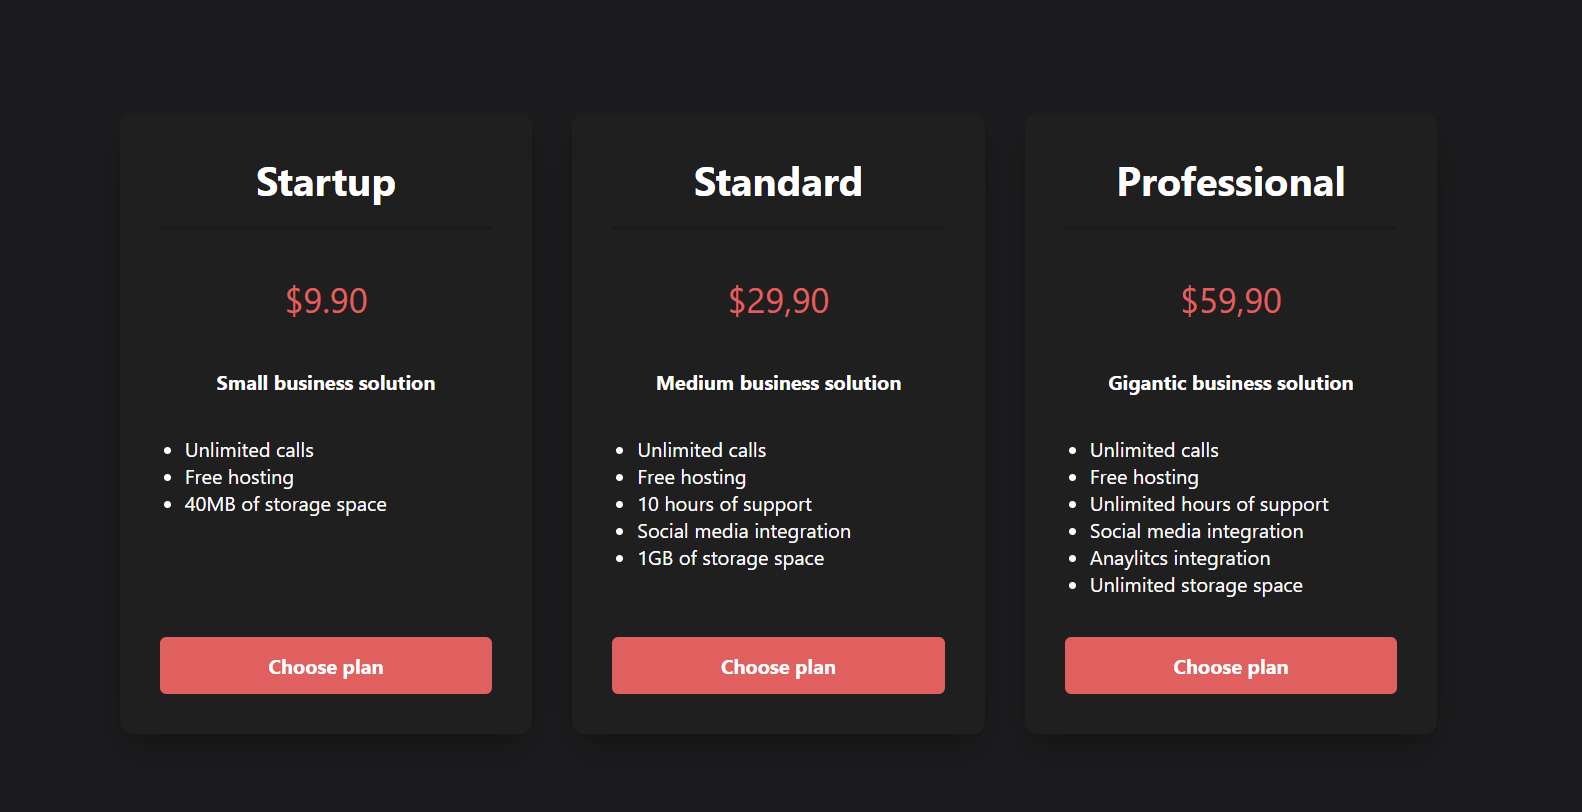 Startup
$9.90
Small business solution
Unlimited calls
Free hosting
40MB of storage space
Choose plan
Standard
$29,90
Medium business solution
Unlimited calls
Free hosting
10 hours of support
Social media integration
1GB of storage space
Choose plan
Professional
$59,90
Gigantic business solution
Unlimited calls
Free hosting
Unlimited hours of support
Social media integration
Anaylitcs integration
Unlimited storage space
Choose plan